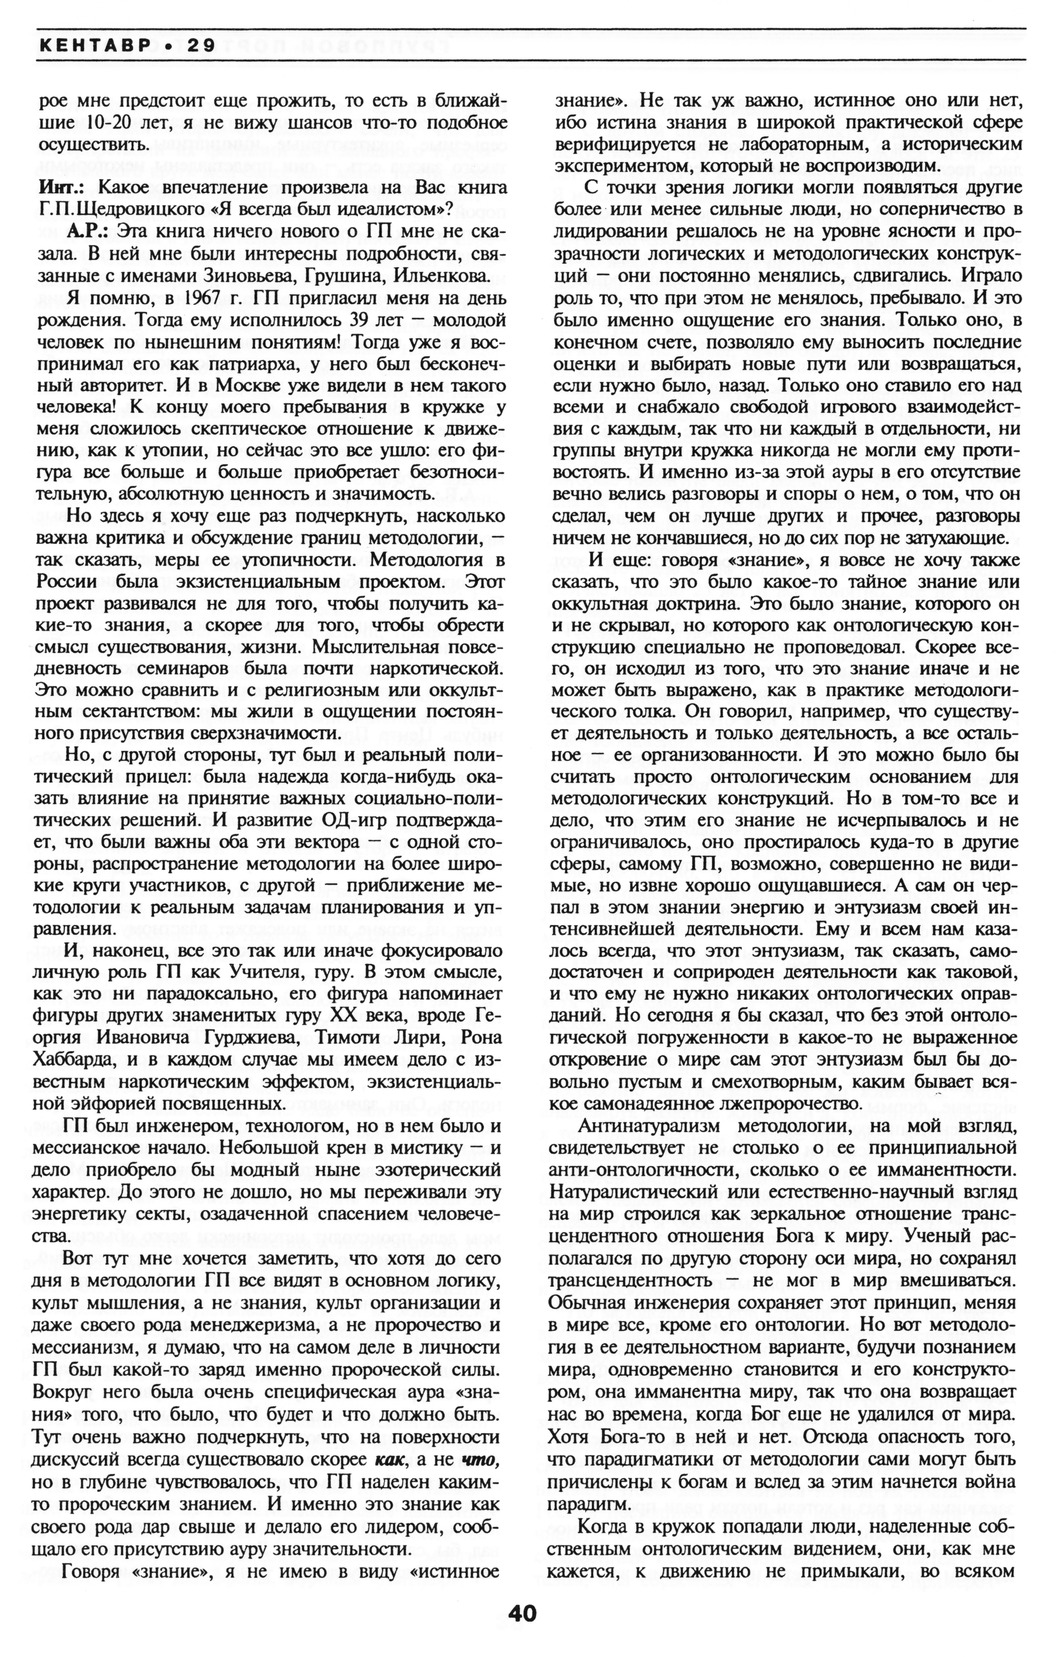 КЕНТАВР • 29
рое мне предстоит еще прожить, то есть в ближай-
шие 10-20 лет, я не вижу шансов что-то подобное
осуществить.
Инт.: Какое впечатление произвела на Вас книга
Г.П.Щедровицкого «Я всегда был идеалистом»?
А.Р.: Эта книга ничего нового о ГП мне не ска-
зала. В ней мне были интересны подробности, свя-
занные с именами Зиновьева, Грушина, Ильенкова.
Я помню, в 1967 г. ГП пригласил меня на день
рождения. Тогда ему исполнилось 39 лет — молодой
человек по нынешним понятиям! Тогда уже я вос-
принимал его как патриарха, у него был бесконеч-
ный авторитет. И в Москве уже видели в нем такого
человека! К концу моего пребывания в кружке у
меня сложилось скептическое отношение к движе-
нию, как к утопии, но сейчас это все ушло: его фи-
гура все больше и больше приобретает безотноси-
тельную, абсолютную ценность и значимость.
Но здесь я хочу еще раз подчеркнуть, насколько
важна критика и обсуждение границ методологии, —
так сказать, меры ее утопичности. Методология в
России была экзистенциальным проектом. Этот
проект развивался не для того, чтобы получить ка-
кие-то знания, а скорее для того, чтобы обрести
смысл существования, жизни. Мыслительная повсе-
дневность семинаров была почти наркотической.
Это можно сравнить и с религиозным или оккульт-
ным сектантством: мы жили в ощущении постоян-
ного присутствия сверхзначимости.
Но, с другой стороны, тут был и реальный поли-
тический прицел: была надежда когда-нибудь ока-
зать влияние на принятие важных социально-поли-
тических решений. И развитие ОД-игр подтвержда-
ет, что были важны оба эти вектора — с одной сто-
роны, распространение методологии на более широ-
кие круги участников, с другой — приближение ме-
тодологии к реальным задачам планирования и уп-
равления.
И, наконец, все это так или иначе фокусировало
личную роль ГП как Учителя, гуру. В этом смысле,
как это ни парадоксально, его фигура напоминает
фигуры других знаменитых гуру XX века, вроде Ге-
оргия Ивановича Гурджиева, Тимоти Лири, Рона
Хаббарда, и в каждом случае мы имеем дело с из-
вестным наркотическим эффектом, экзистенциаль-
ной эйфорией посвященных.
ГП был инженером, технологом, но в нем было и
мессианское начало. Небольшой крен в мистику — и
дело приобрело бы модный ныне эзотерический
характер. До этого не дошло, но мы переживали эту
энергетику секты, озадаченной спасением человече-
ства.
Вот тут мне хочется заметить, что хотя до сего
дня в методологии ГП все видят в основном логику,
культ мышления, а не знания, культ организации и
даже своего рода менеджеризма, а не пророчество и
мессианизм, я думаю, что на самом деле в личности
ГП был какой-то заряд именно пророческой силы.
Вокруг него была очень специфическая аура «зна-
ния» того, что было, что будет и что должно быть.
Тут очень важно подчеркнуть, что на поверхности
дискуссий всегда существовало скорее как, а не что,
но в глубине чувствовалось, что ГП наделен каким-
то пророческим знанием. И именно это знание как
своего рода дар свыше и делало его лидером, сооб-
щало его присутствию ауру значительности.
Говоря «знание», я не имею в виду «истинное
знание». Не так уж важно, истинное оно или нет,
ибо истина знания в широкой практической сфере
верифицируется не лабораторным, а историческим
экспериментом, который не воспроизводим.
С точки зрения логики могли появляться другие
более или менее сильные люди, но соперничество в
лидировании решалось не на уровне ясности и про-
зрачности логических и методологических конструк-
ций — они постоянно менялись, сдвигались. Играло
роль то, что при этом не менялось, пребывало. И это
было именно ощущение его знания. Только оно, в
конечном счете, позволяло ему выносить последние
оценки и выбирать новые пути или возвращаться,
если нужно было, назад. Только оно ставило его над
всеми и снабжало свободой игрового взаимодейст-
вия с каждым, так что ни каждый в отдельности, ни
группы внутри кружка никогда не могли ему проти-
востоять. И именно из-за этой ауры в его отсутствие
вечно велись разговоры и споры о нем, о том, что он
сделал, чем он лучше других и прочее, разговоры
ничем не кончавшиеся, но до сих пор не затухающие.
И еще: говоря «знание», я вовсе не хочу также
сказать, что это было какое-то тайное знание или
оккультная доктрина. Это было знание, которого он
и не скрывал, но которого как онтологическую кон-
струкцию специально не проповедовал. Скорее все-
го, он исходил из того, что это знание иначе и не
может быть выражено, как в практике методологи-
ческого толка. Он говорил, например, что существу-
ет деятельность и только деятельность, а все осталь-
ное — ее организованности. И это можно было бы
считать просто онтологическим основанием для
методологических конструкций. Но в том-то все и
дело, что этим его знание не исчерпывалось и не
ограничивалось, оно простиралось куда-то в другие
сферы, самому ГП, возможно, совершенно не види-
мые, но извне хорошо ощущавшиеся. А сам он чер-
пал в этом знании энергию и энтузиазм своей ин-
тенсивнейшей деятельности. Ему и всем нам каза-
лось всегда, что этот энтузиазм, так сказать, само-
достаточен и соприроден деятельности как таковой,
и что ему не нужно никаких онтологических оправ-
даний. Но сегодня я бы сказал, что без этой онтоло-
гической погруженности в какое-то не выраженное
откровение о мире сам этот энтузиазм был бы до-
вольно пустым и смехотворным, каким бывает вся-
кое самонадеянное лжепророчество.
Антинатурализм методологии, на мой взгляд,
свидетельствует не столько о ее принципиальной
анти-онтологичности, сколько о ее имманентности.
Натуралистический или естественно-научный взгляд
на мир строился как зеркальное отношение транс-
цендентного отношения Бога к миру. Ученый рас-
полагался по другую сторону оси мира, но сохранял
трансцендентность — не мог в мир вмешиваться.
Обычная инженерия сохраняет этот принцип, меняя
в мире все, кроме его онтологии. Но вот методоло-
гия в ее деятельностном варианте, будучи познанием
мира, одновременно становится и его конструкто-
ром, она имманентна миру, так что она возвращает
нас во времена, когда Бог еще не удалился от мира.
Хотя Бога-то в ней и нет. Отсюда опасность того,
что парадигматики от методологии сами могут быть
причислены к богам и вслед за этим начнется война
парадигм.
Когда в кружок попадали люди, наделенные соб-
ственным онтологическим видением, они, как мне
кажется, к движению не примыкали, во всяком
40